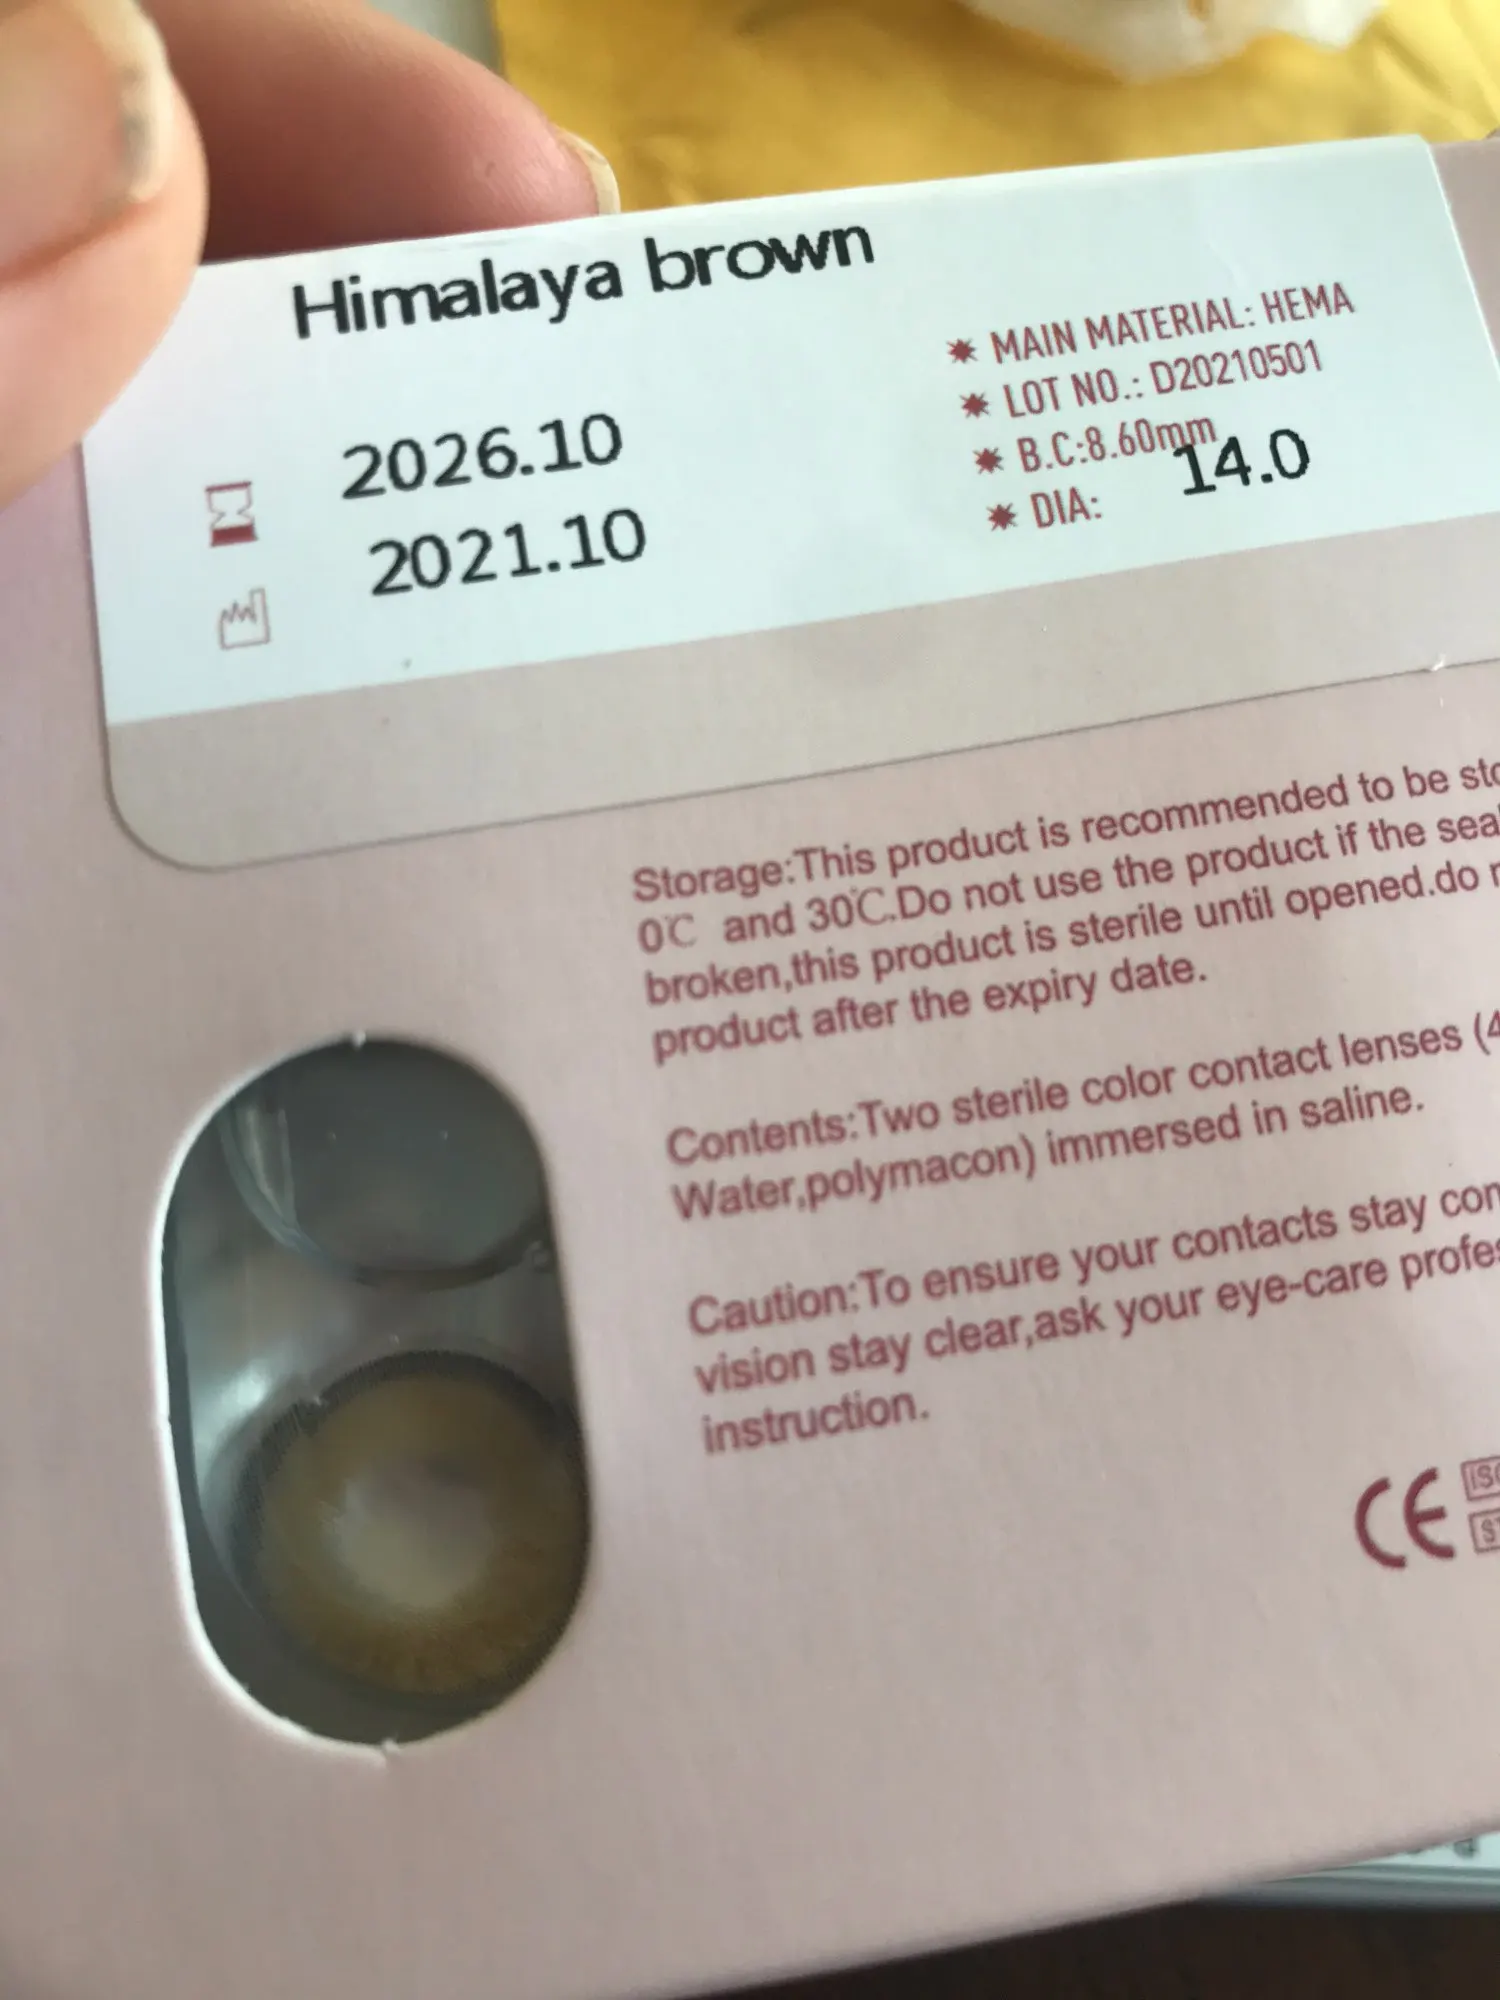 Himalaya brown
2026.10
2021.10
* MAIN MATERIAL: HEMA
* LOT NO.: D20210501
* B.C:8.60mm
* DIA: 14.0
Storage:This product is recommended to be
0℃ and 30℃.Do not use the product if the
broken,this product is sterile until opened.do
product after the expiry date.
Contents:Two sterile color contact lenses (4
Water,polymacon) immersed in saline.
Caution:To ensure your contacts stay
vision stay clear,ask your eye-care
instruction.
CE